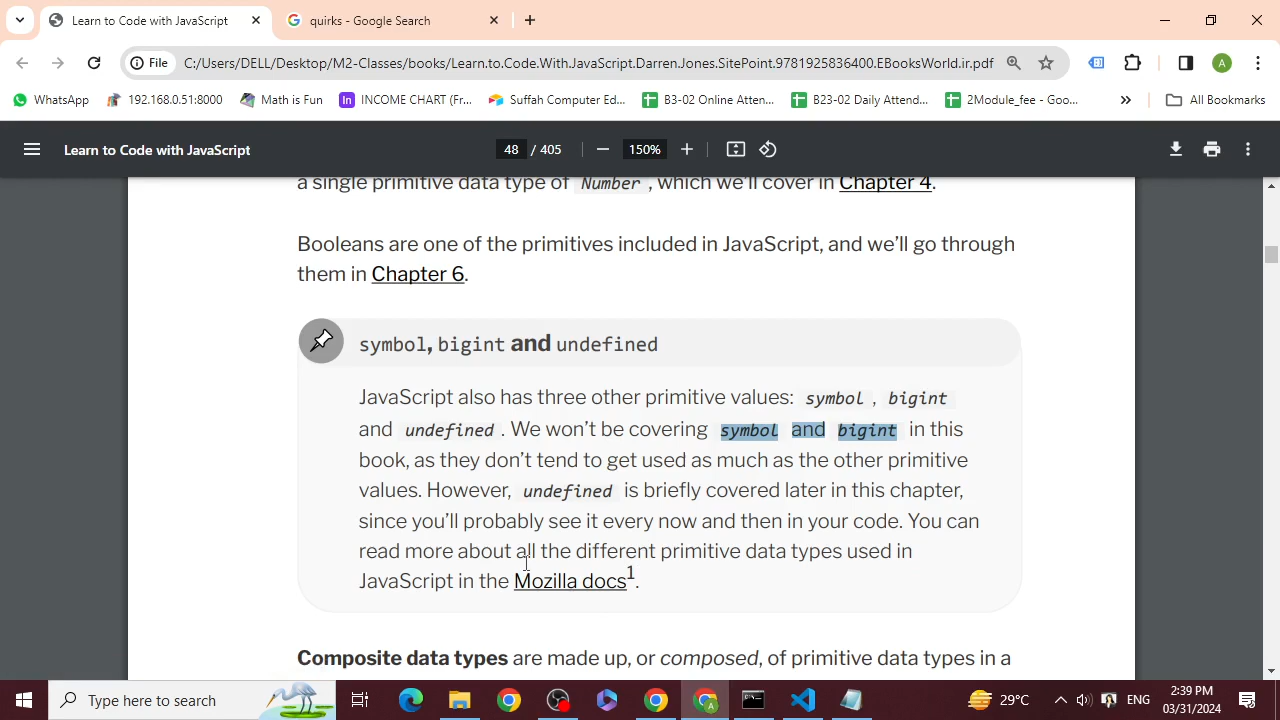 Learn to Code with JavaScript
quirks - Google Search
File
C:/Users/DELL/Desktop/M2-Classes/books/Learn.to.Code.With.JavaScript.Darren.Jones.SitePoint.9781925836400.EBooksWorld.ir.pdf
A
WhatsApp
192.168.0.51:8000
Math is Fun
In
INCOME CHART (Fr...
Suffah Computer Ed...
B3-02 Online Atten...
B23-02 Daily Attend...
2Module_fee - Goo...
All Bookmarks
Learn to Code with JavaScript
48 / 405
150%
a single primitive data type of Number, which we'll cover in Chapter 4.
Booleans are one of the primitives included in JavaScript, and we'll go through
them in Chapter 6.
symbol, bigint and undefined
JavaScript also has three other primitive values: symbol, bigint
and undefined. We won't be covering symbol and bigint in this
book, as they don't tend to get used as much as the other primitive
values. However, undefined is briefly covered later in this chapter,
since you'll probably see it every now and then in your code. You can
read more about all the different primitive data types used in
JavaScript in the Mozilla docs¹.
Composite data types are made up, or composed, of primitive data types in a
Type here to search
A
29°C
ENG
2:39 PM
03/31/2024